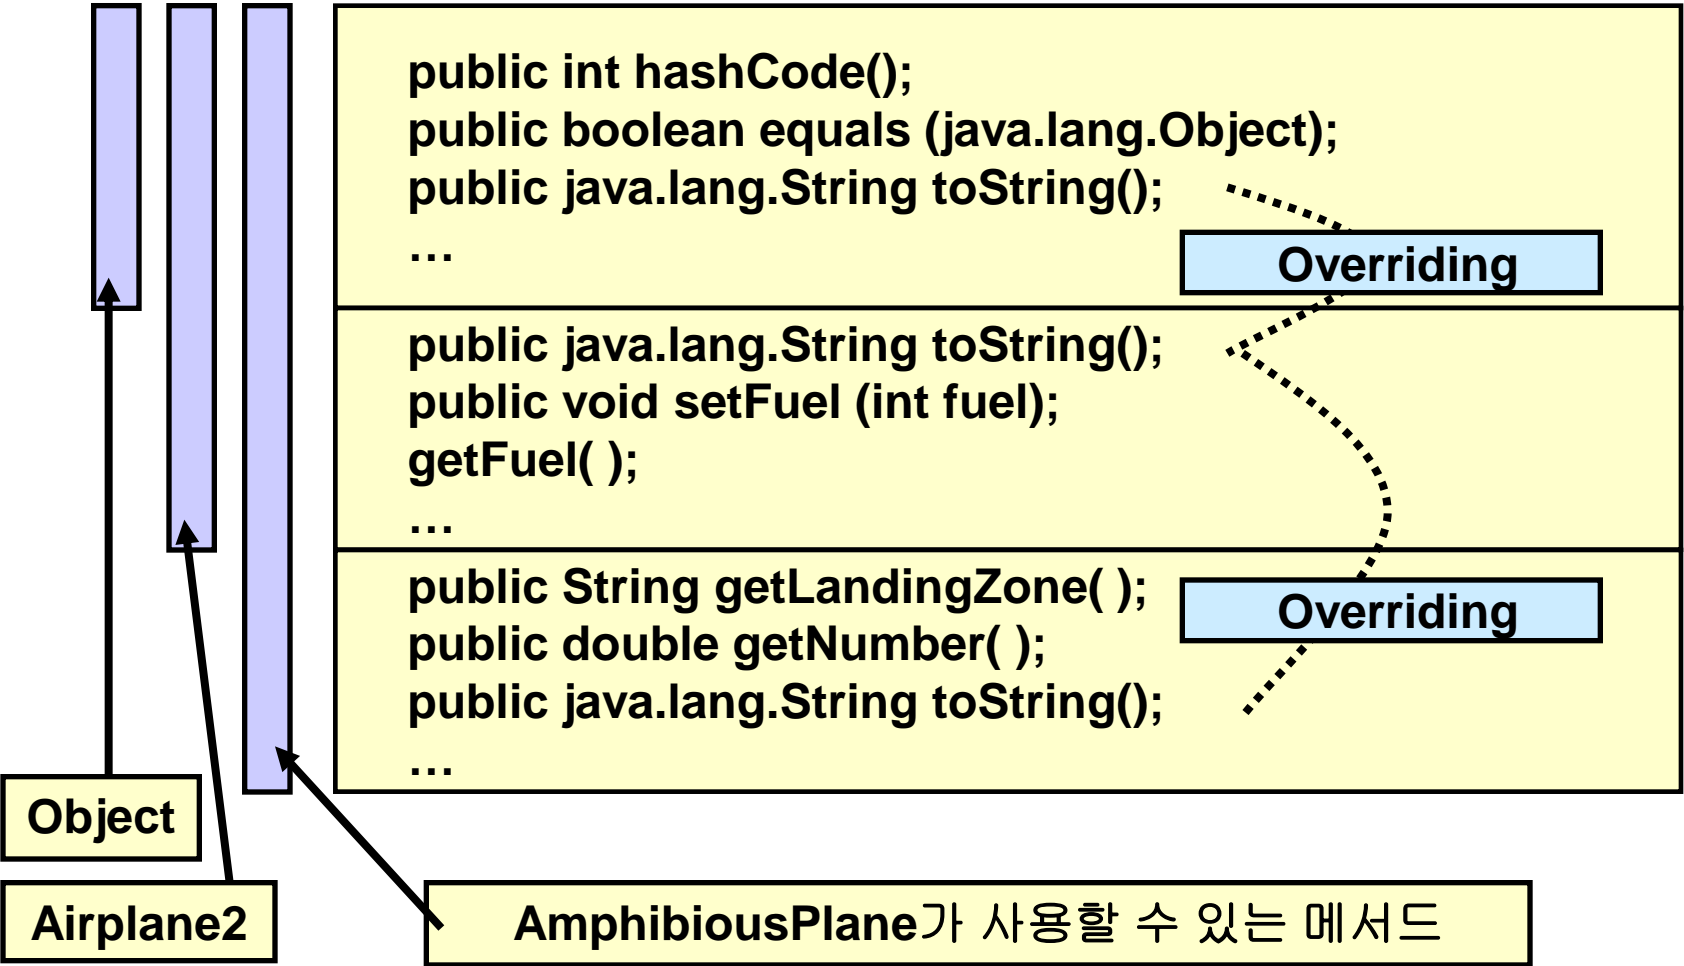 public int hashCode();
public boolean equals (java.lang.Object);
public java.lang.String toString();
…
Overriding
public java.lang.String toString();
public void setFuel (int fuel);
getFuel( );
…
public String getLandingZone( );
Overriding
public double getNumber( );
public java.lang.String toString();
…
Object
Airplane2
AmphibiousPlane가 사용할 수 있는 메서드